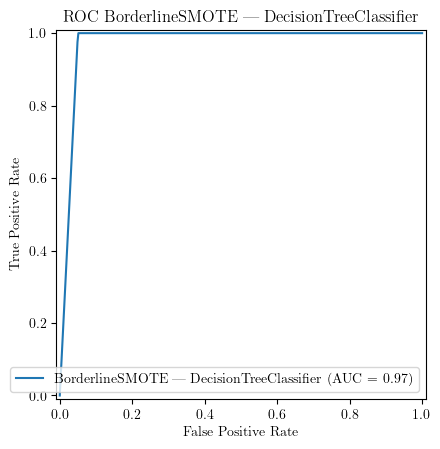 ROC BorderlineSMOTE — DecisionTreeClassifier
1.0
0.8
0.6
0.4
0.2
0.0
True Positive Rate
BorderlineSMOTE — DecisionTreeClassifier (AUC = 0.97)
0.0 0.2 0.4 0.6 0.8 1.0
False Positive Rate